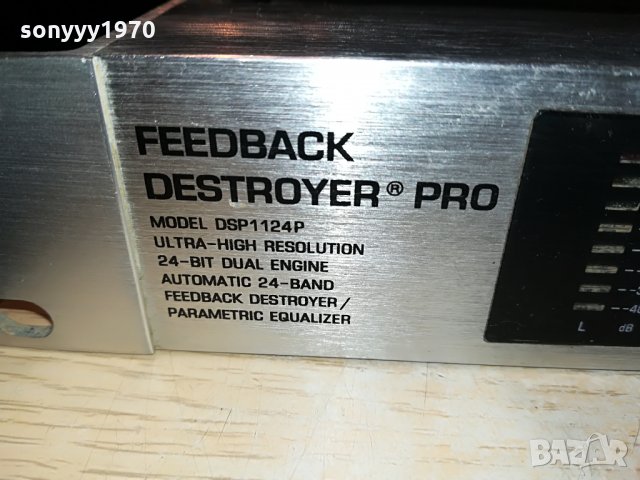 sonyyy1970
FEEDBACK
DESTROYER® PRO
MODEL DSP1124P
ULTRA-HIGH RESOLUTION
24-BIT DUAL ENGINE
AUTOMATIC 24-BAND
FEEDBACK DESTROYER/
PARAMETRIC EQUALIZER
L dB
BAZAR